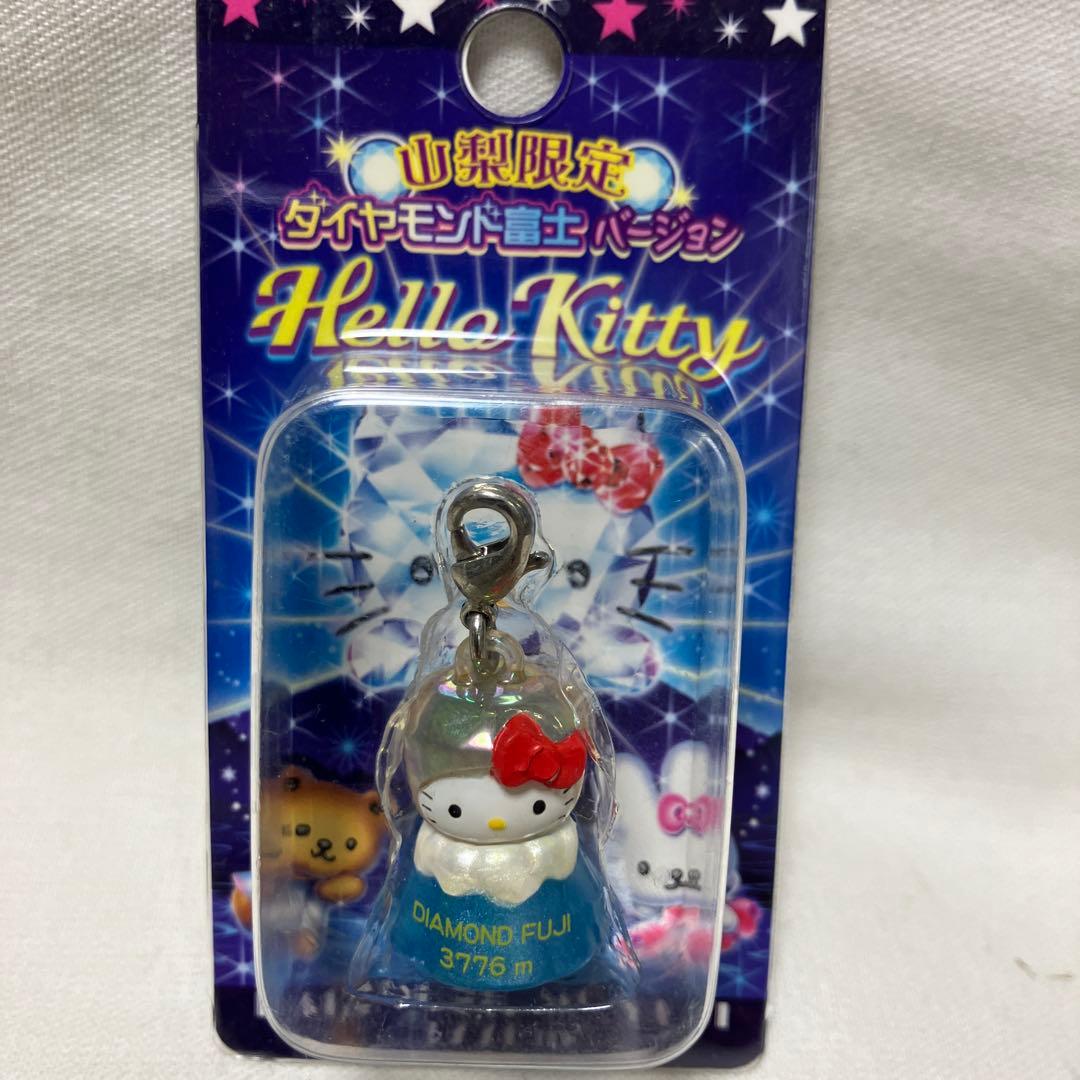 山梨限定
ダイヤモンド富士 バージョン
Hello Kitty
DIAMOND FUJI
3776 m